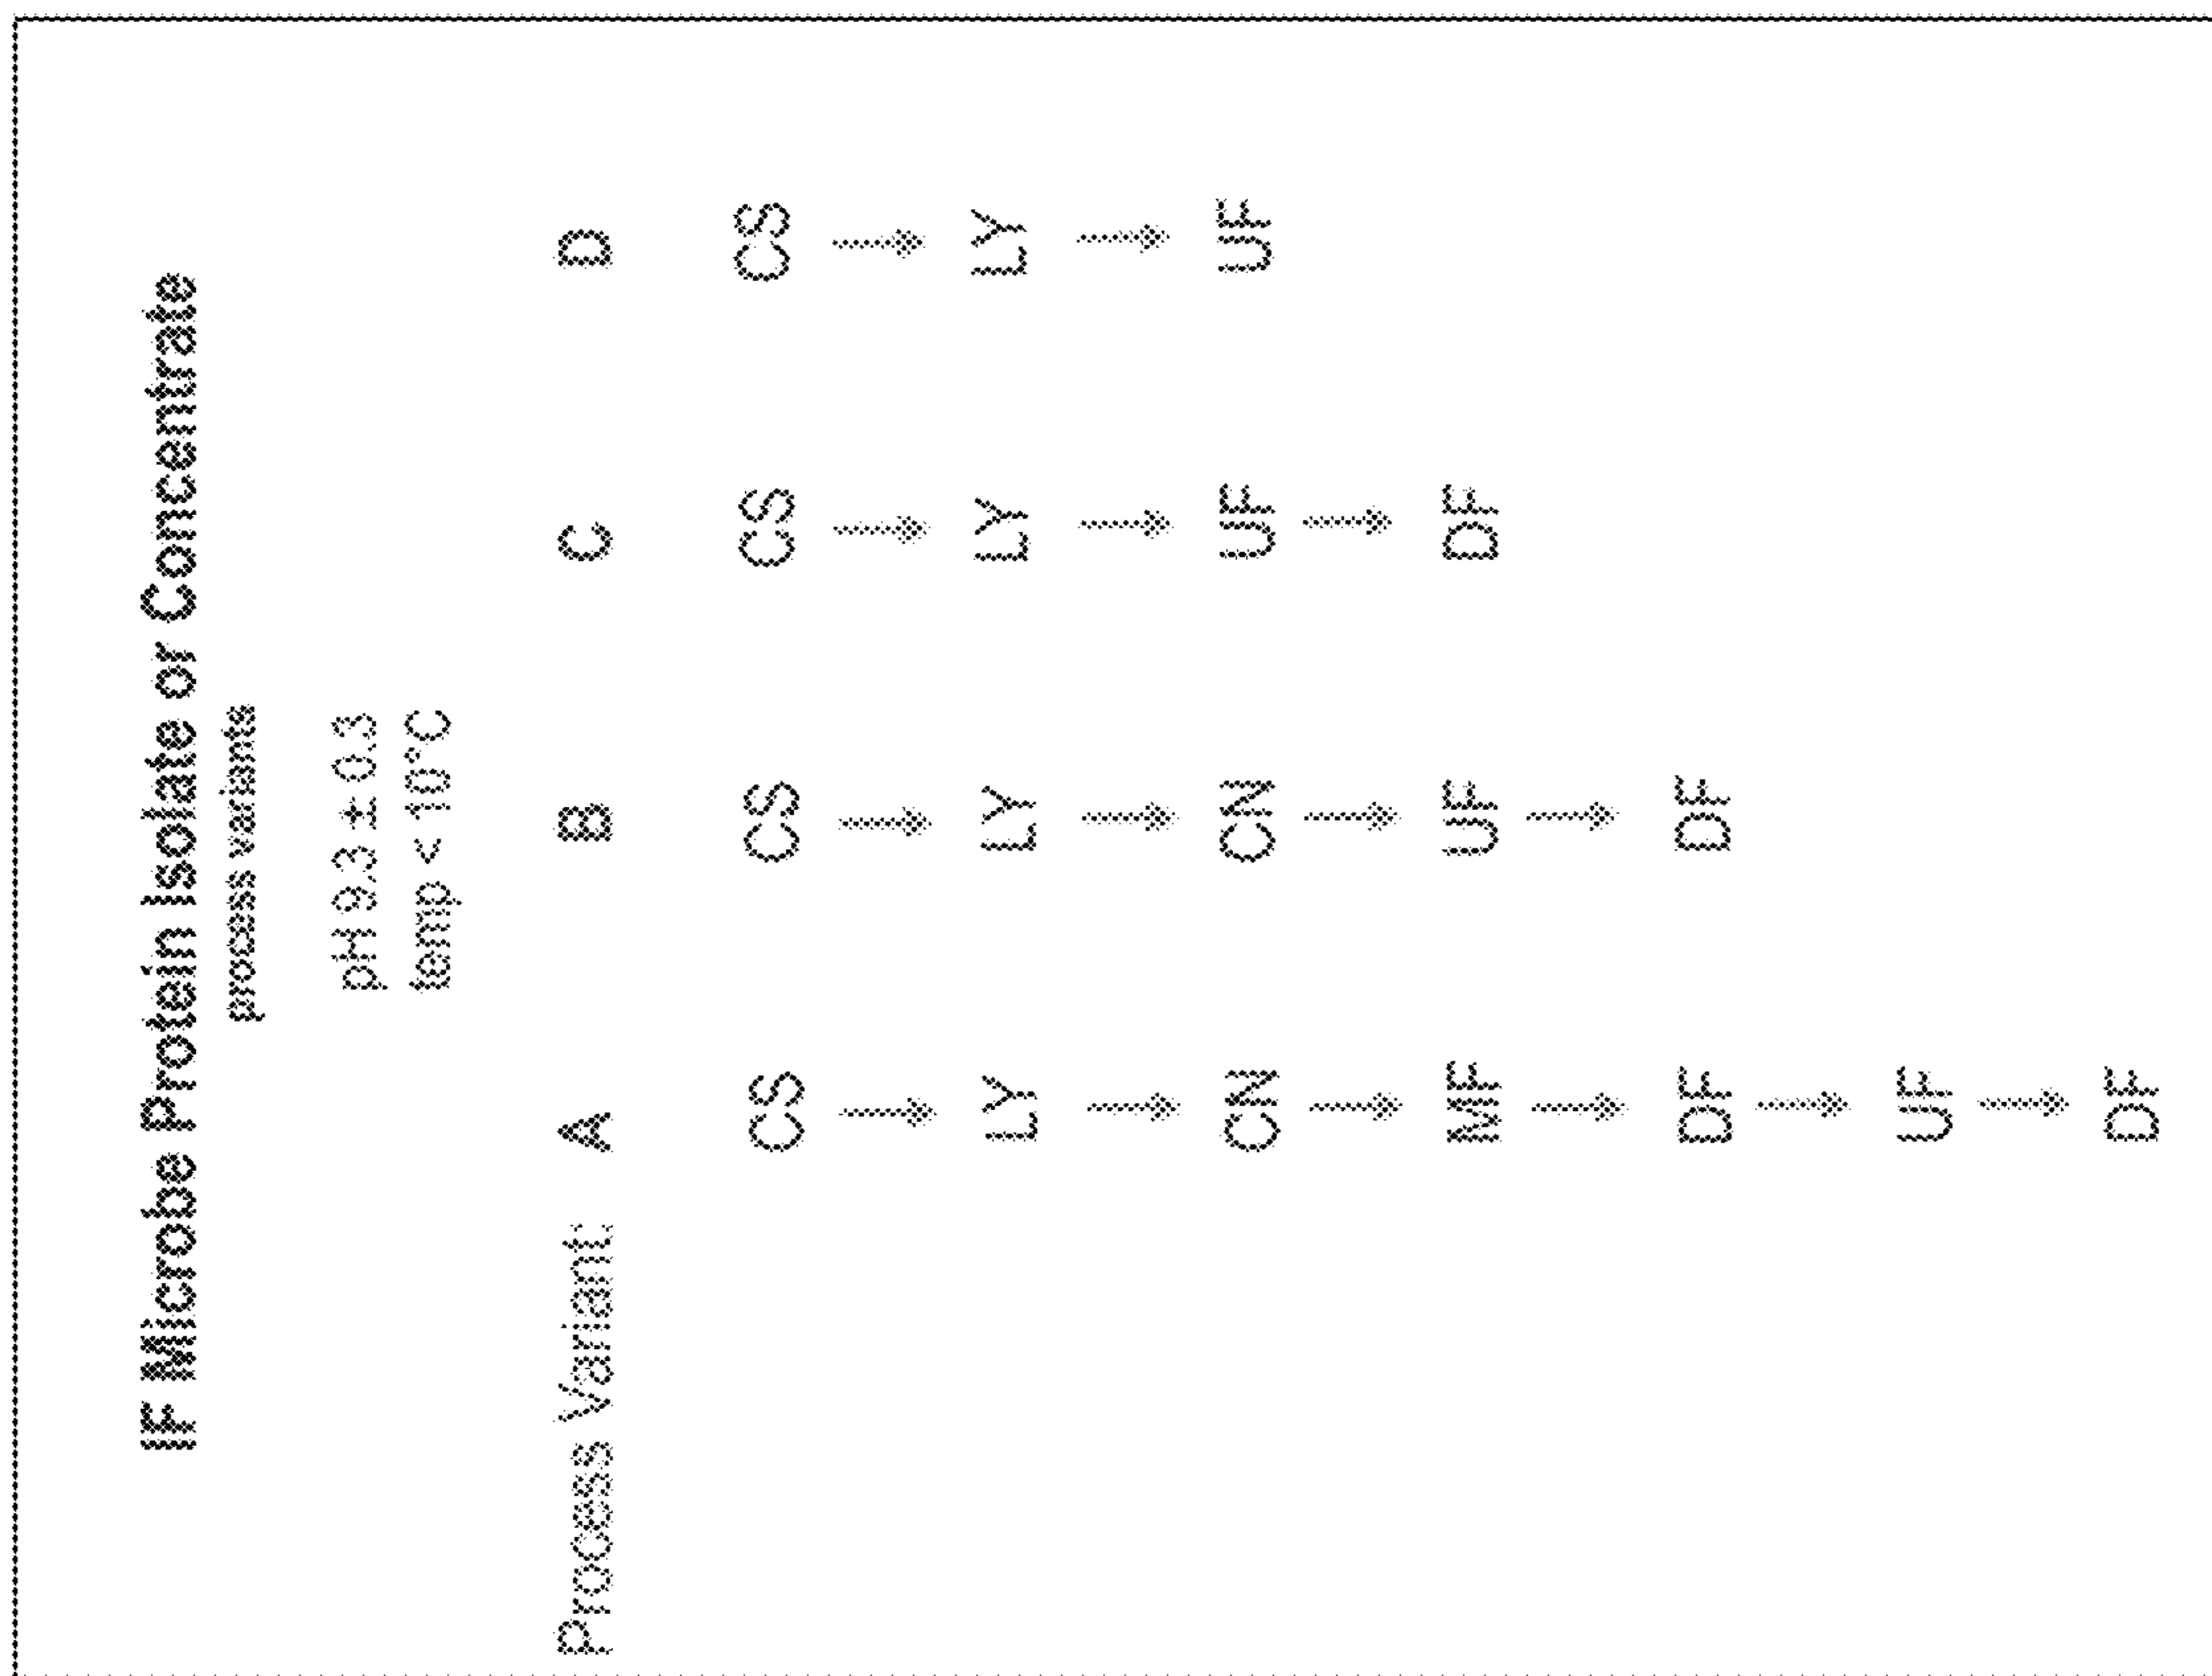 IF Microbe Protein Isolate or Concentrate
process variants
pH 9.3 ± 0.3
temp < 10°C
Process Variant: A B C D
CS CS CS CS
LY LY LY LY
CN CN UF UF
MF UF DF
DF DF
UF
DF